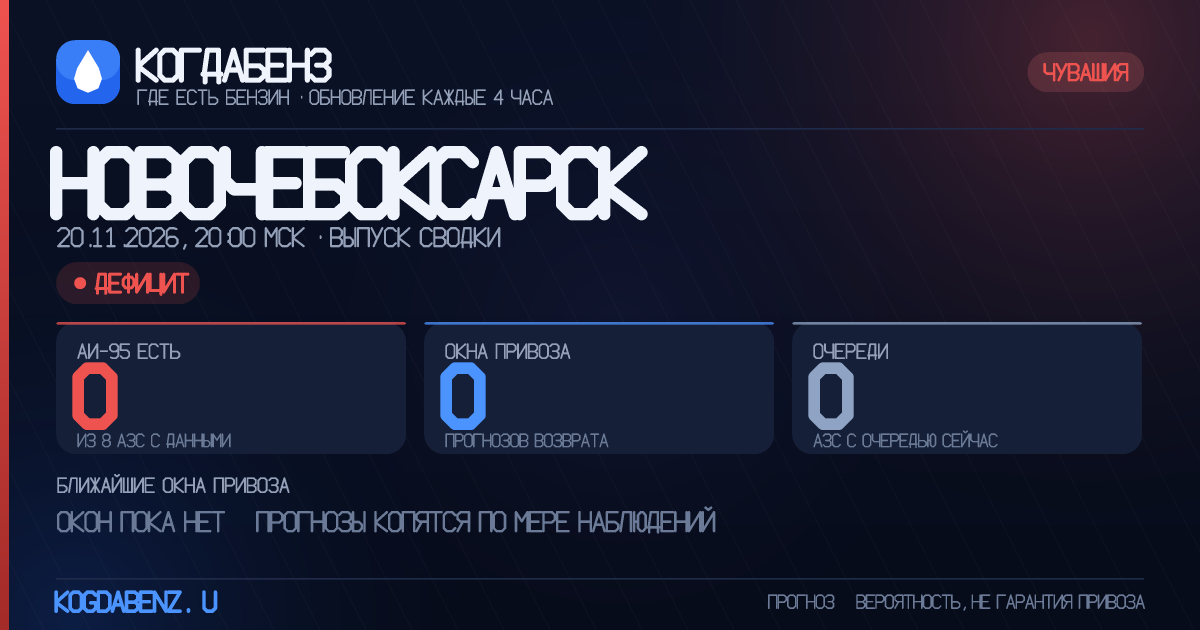 КОГДАБЕНЗ
ГДЕ ЕСТЬ БЕНЗИН · ОБНОВЛЕНИЕ КАЖДЫЕ 4 ЧАСА
ЧУВАШИЯ
НОВОЧЕБОКСАРСК
20.11.2026, 20:00 МСК · ВЫПУСК СВОДКИ
ДЕФИЦИТ
АИ-95 ЕСТЬ
0
ИЗ 8 АЗС С ДАННЫМИ
ОКНА ПРИВОЗА
0
ПРОГНОЗОВ ВОЗВРАТА
ОЧЕРЕДИ
0
АЗС С ОЧЕРЕДЬЮ СЕЙЧАС
БЛИЖАЙШИЕ ОКНА ПРИВОЗА
ОКОН ПОКА НЕТ ПРОГНОЗЫ КОПЯТСЯ ПО МЕРЕ НАБЛЮДЕНИЙ
KOGDABENZ. U
ПРОГНОЗ ВЕРОЯТНОСТЬ, НЕ ГАРАНТИЯ ПРИВОЗА